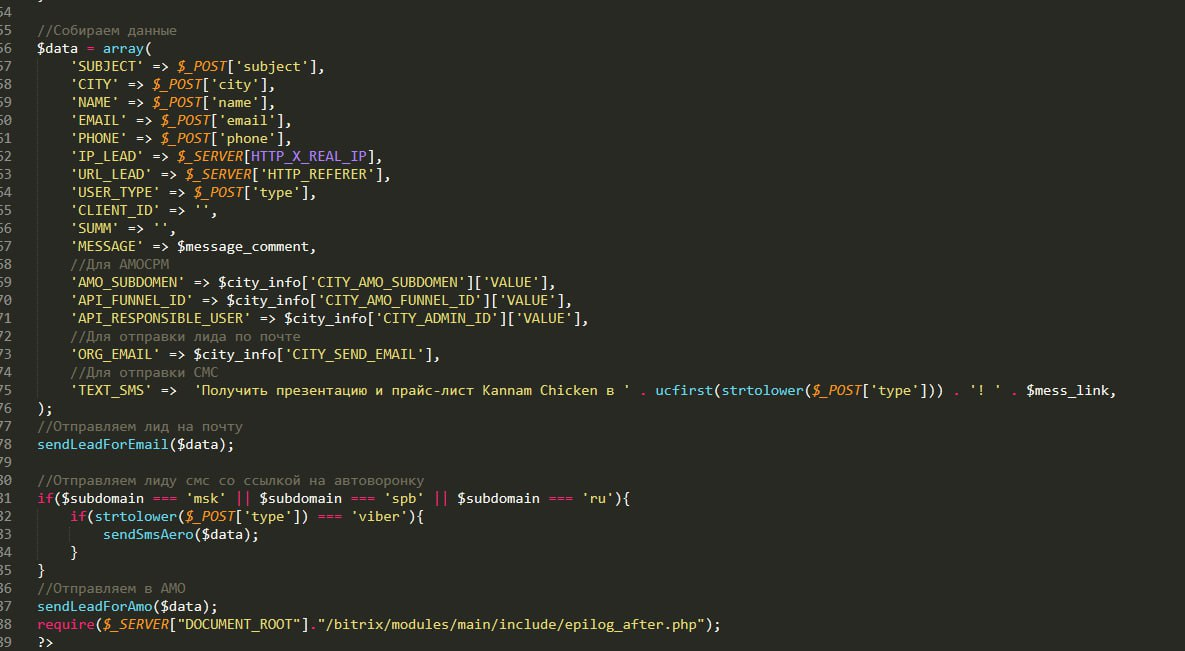 54
55 //Собираем данные
56 $data = array(
57 'SUBJECT' => $_POST['subject'],
58 'CITY' => $_POST['city'],
59 'NAME' => $_POST['name'],
60 'EMAIL' => $_POST['email'],
61 'PHONE' => $_POST['phone'],
62 'IP_LEAD' => $_SERVER[HTTP_X_REAL_IP],
63 'URL_LEAD' => $_SERVER['HTTP_REFERER'],
64 'USER_TYPE' => $_POST['type'],
65 'CLIENT_ID' => '',
66 'SUMM' => '',
67 'MESSAGE' => $message_comment,
68 //Для АМОСРМ
69 'AMO_SUBDOMEN' => $city_info['CITY_AMO_SUBDOMEN']['VALUE'],
70 'API_FUNNEL_ID' => $city_info['CITY_AMO_FUNNEL_ID']['VALUE'],
71 'API_RESPONSIBLE_USER' => $city_info['CITY_ADMIN_ID']['VALUE'],
72 //Для отправки лида по почте
73 'ORG_EMAIL' => $city_info['CITY_SEND_EMAIL'],
74 //Для отправки СМС
75 'TEXT_SMS' =>  'Получить презентацию и прайс-лист Kannam Chicken в ' . ucfirst(strtolower($_POST['type'])) . '! ' . $mess_link,
76 );
77 //Отправляем лид на почту
78 sendLeadForEmail($data);
79
80 //Отправляем лиду смс со ссылкой на автоворонку
81 if($subdomain === 'msk' || $subdomain === 'spb' || $subdomain === 'ru'){
82 if(strtolower($_POST['type']) === 'viber'){
83 sendSmsAero($data);
84 }
85 }
86 //Отправляем в АМО
87 sendLeadForAmo($data);
88 require($_SERVER["DOCUMENT_ROOT"]."/bitrix/modules/main/include/epilog_after.php");
89 ?>